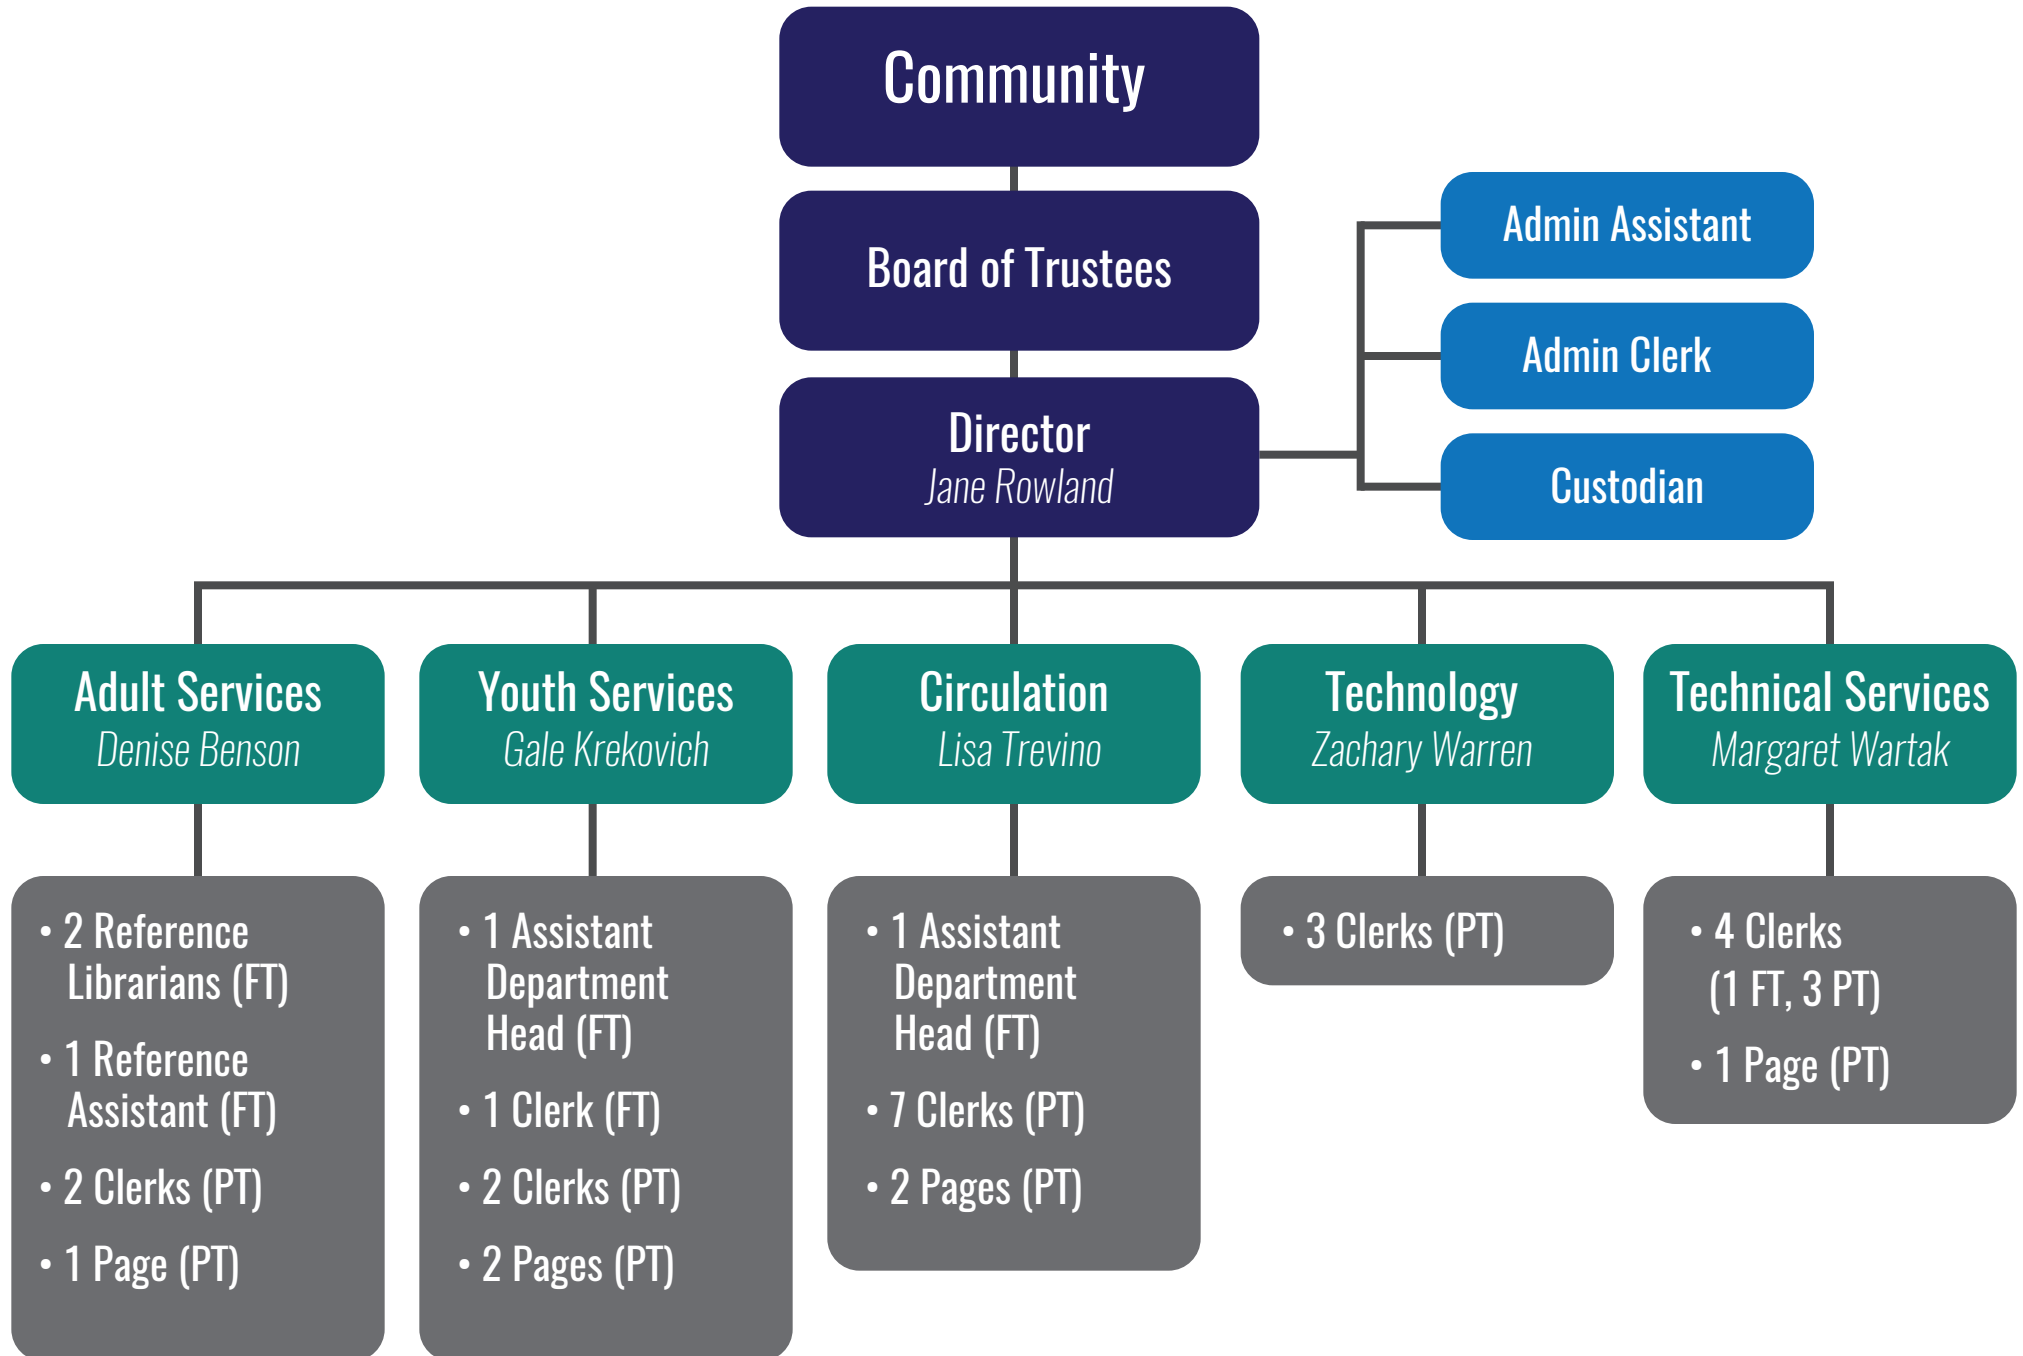 Community
Board of Trustees
Director
Jane Rowland
Admin Assistant
Admin Clerk
Custodian
Adult Services
Denise Benson
• 2 Reference
Librarians (FT)
• 1 Reference
Assistant (FT)
• 2 Clerks (PT)
• 1 Page (PT)
Youth Services
Gale Krekovich
• 1 Assistant
Department
Head (FT)
• 1 Clerk (FT)
• 2 Clerks (PT)
• 2 Pages (PT)
Circulation
Lisa Trevino
• 1 Assistant
Department
Head (FT)
• 7 Clerks (PT)
• 2 Pages (PT)
Technology
Zachary Warren
• 3 Clerks (PT)
Technical Services
Margaret Wartak
• 4 Clerks
(1 FT, 3 PT)
• 1 Page (PT)